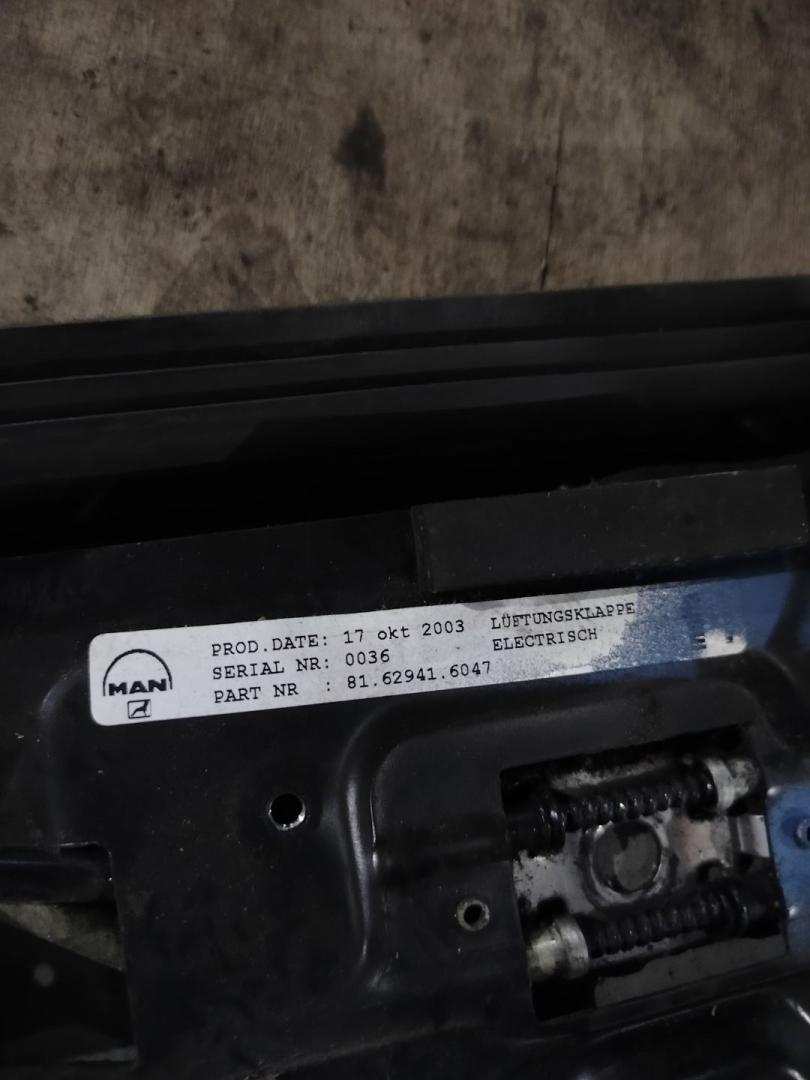 MAN
PROD.DATE: 17 okt 2003 LÜFTUNGSKLAPPE
SERIAL NR: 0036 ELECTRISCH
PART NR : 81.62941.6047